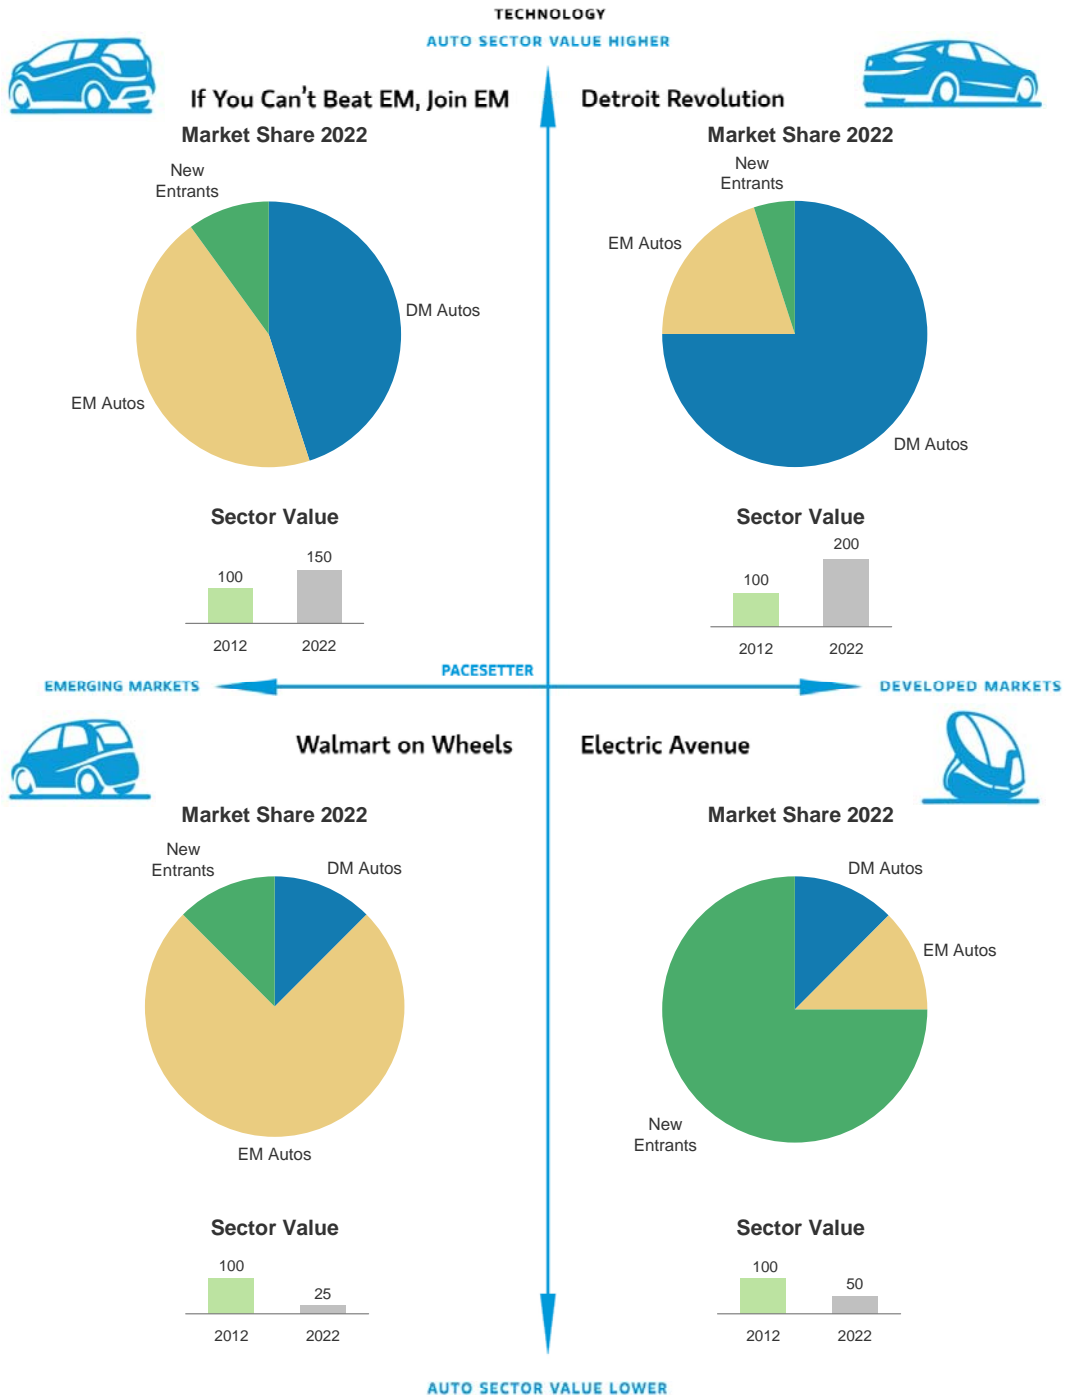 TECHNOLOGY
AUTO SECTOR VALUE HIGHER
If You Can't Beat EM, Join EM
Market Share 2022
New
Entrants
DM Autos
EM Autos
Sector Value
100
150
2012
2022
Detroit Revolution
Market Share 2022
New
Entrants
EM Autos
DM Autos
Sector Value
100
200
2012
2022
PACESETTER
EMERGING MARKETS
DEVELOPED MARKETS
Walmart on Wheels
Market Share 2022
New
Entrants
DM Autos
EM Autos
Sector Value
100
25
2012
2022
Electric Avenue
Market Share 2022
DM Autos
EM Autos
New
Entrants
Sector Value
100
50
2012
2022
AUTO SECTOR VALUE LOWER